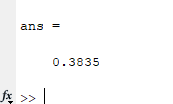 ans =
0.3835
fx >>